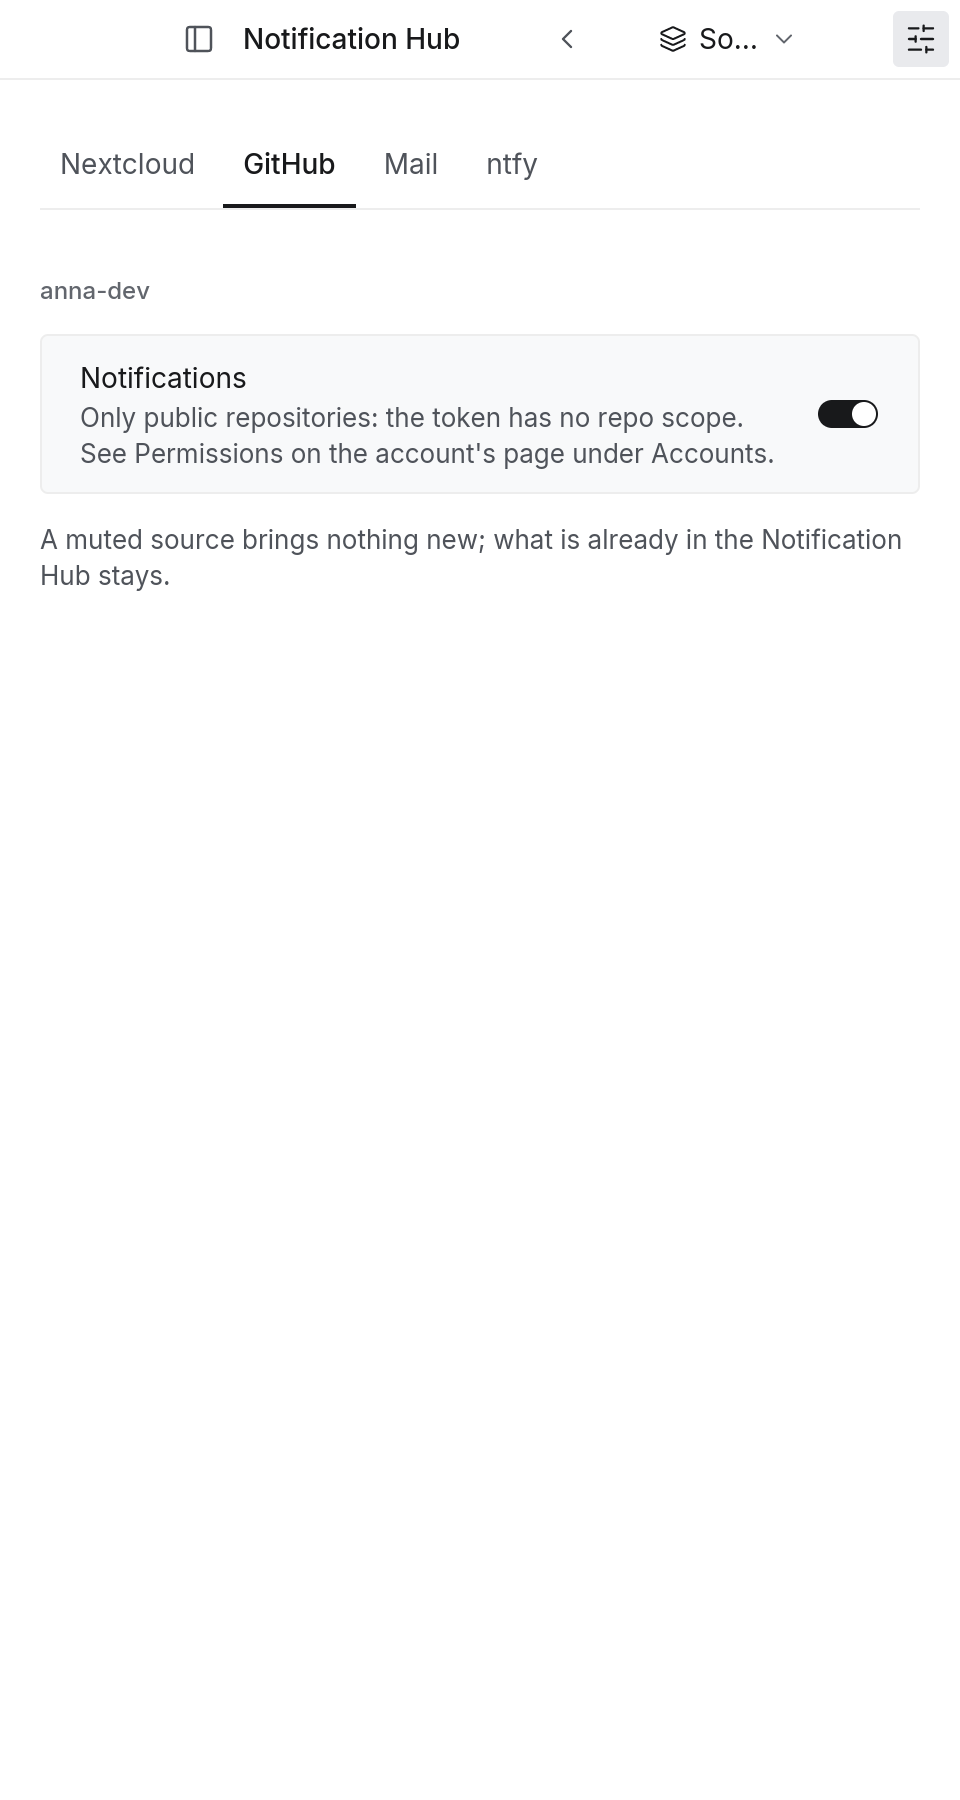 Notification Hub
So...
Nextcloud
GitHub
Mail
ntfy
anna-dev
Notifications
Only public repositories: the token has no repo scope.
See Permissions on the account's page under Accounts.
A muted source brings nothing new; what is already in the Notification
Hub stays.